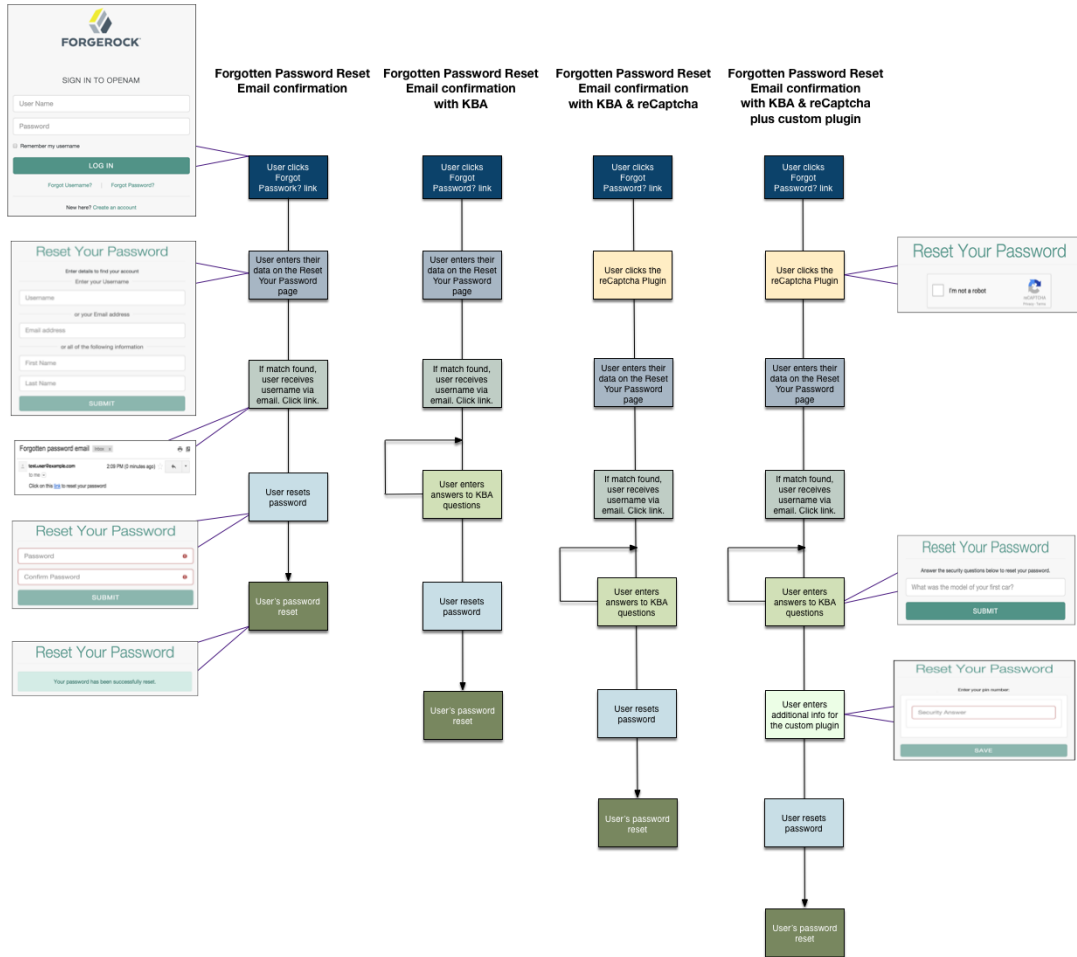 FORGEROCK
SIGN IN TO OPENAM
User Name
Password
Remember my username
LOG IN
Forgot Username? | Forgot Password?
New here? Create an account
Reset Your Password
Enter details to find your account
Enter your Username
Username
or your Email address
Email address
or all of the following information
First Name
Last Name
SUBMIT
Forgotten password email Inbox x
test.user@example.com 2:09 PM (0 minutes ago)
to me
Click on this link to reset your password
Reset Your Password
Password
Confirm Password
SUBMIT
Reset Your Password
Your password has been successfully reset.
Forgotten Password Reset
Email confirmation
User clicks
Forgot
Passwork? link
User enters their
data on the Reset
Your Password
page
If match found,
user receives
username via
email. Click link.
User resets
password
User's password
reset
Forgotten Password Reset
Email confirmation
with KBA
User clicks
Forgot
Password? link
User enters their
data on the Reset
Your Password
page
If match found,
user receives
username via
email. Click link.
User enters
answers to KBA
questions
User resets
password
User's password
reset
Forgotten Password Reset
Email confirmation
with KBA & reCaptcha
User clicks
Forgot
Password? link
User clicks the
reCaptcha Plugin
User enters their
data on the Reset
Your Password
page
If match found,
user receives
username via
email. Click link.
User enters
answers to KBA
questions
User resets
password
User's password
reset
Forgotten Password Reset
Email confirmation
with KBA & reCaptcha
plus custom plugin
User clicks
Forgot
Password? link
User clicks the
reCaptcha Plugin
User enters their
data on the Reset
Your Password
page
If match found,
user receives
username via
email. Click link.
User enters
answers to KBA
questions
User enters
additional info for
the custom plugin
User resets
password
User's password
reset
Reset Your Password
I'm not a robot
reCAPTCHA
Privacy - Terms
Reset Your Password
Answer the security questions below to reset your password.
What was the model of your first car?
SUBMIT
Reset Your Password
Enter your pin number:
Security Answer
SAVE